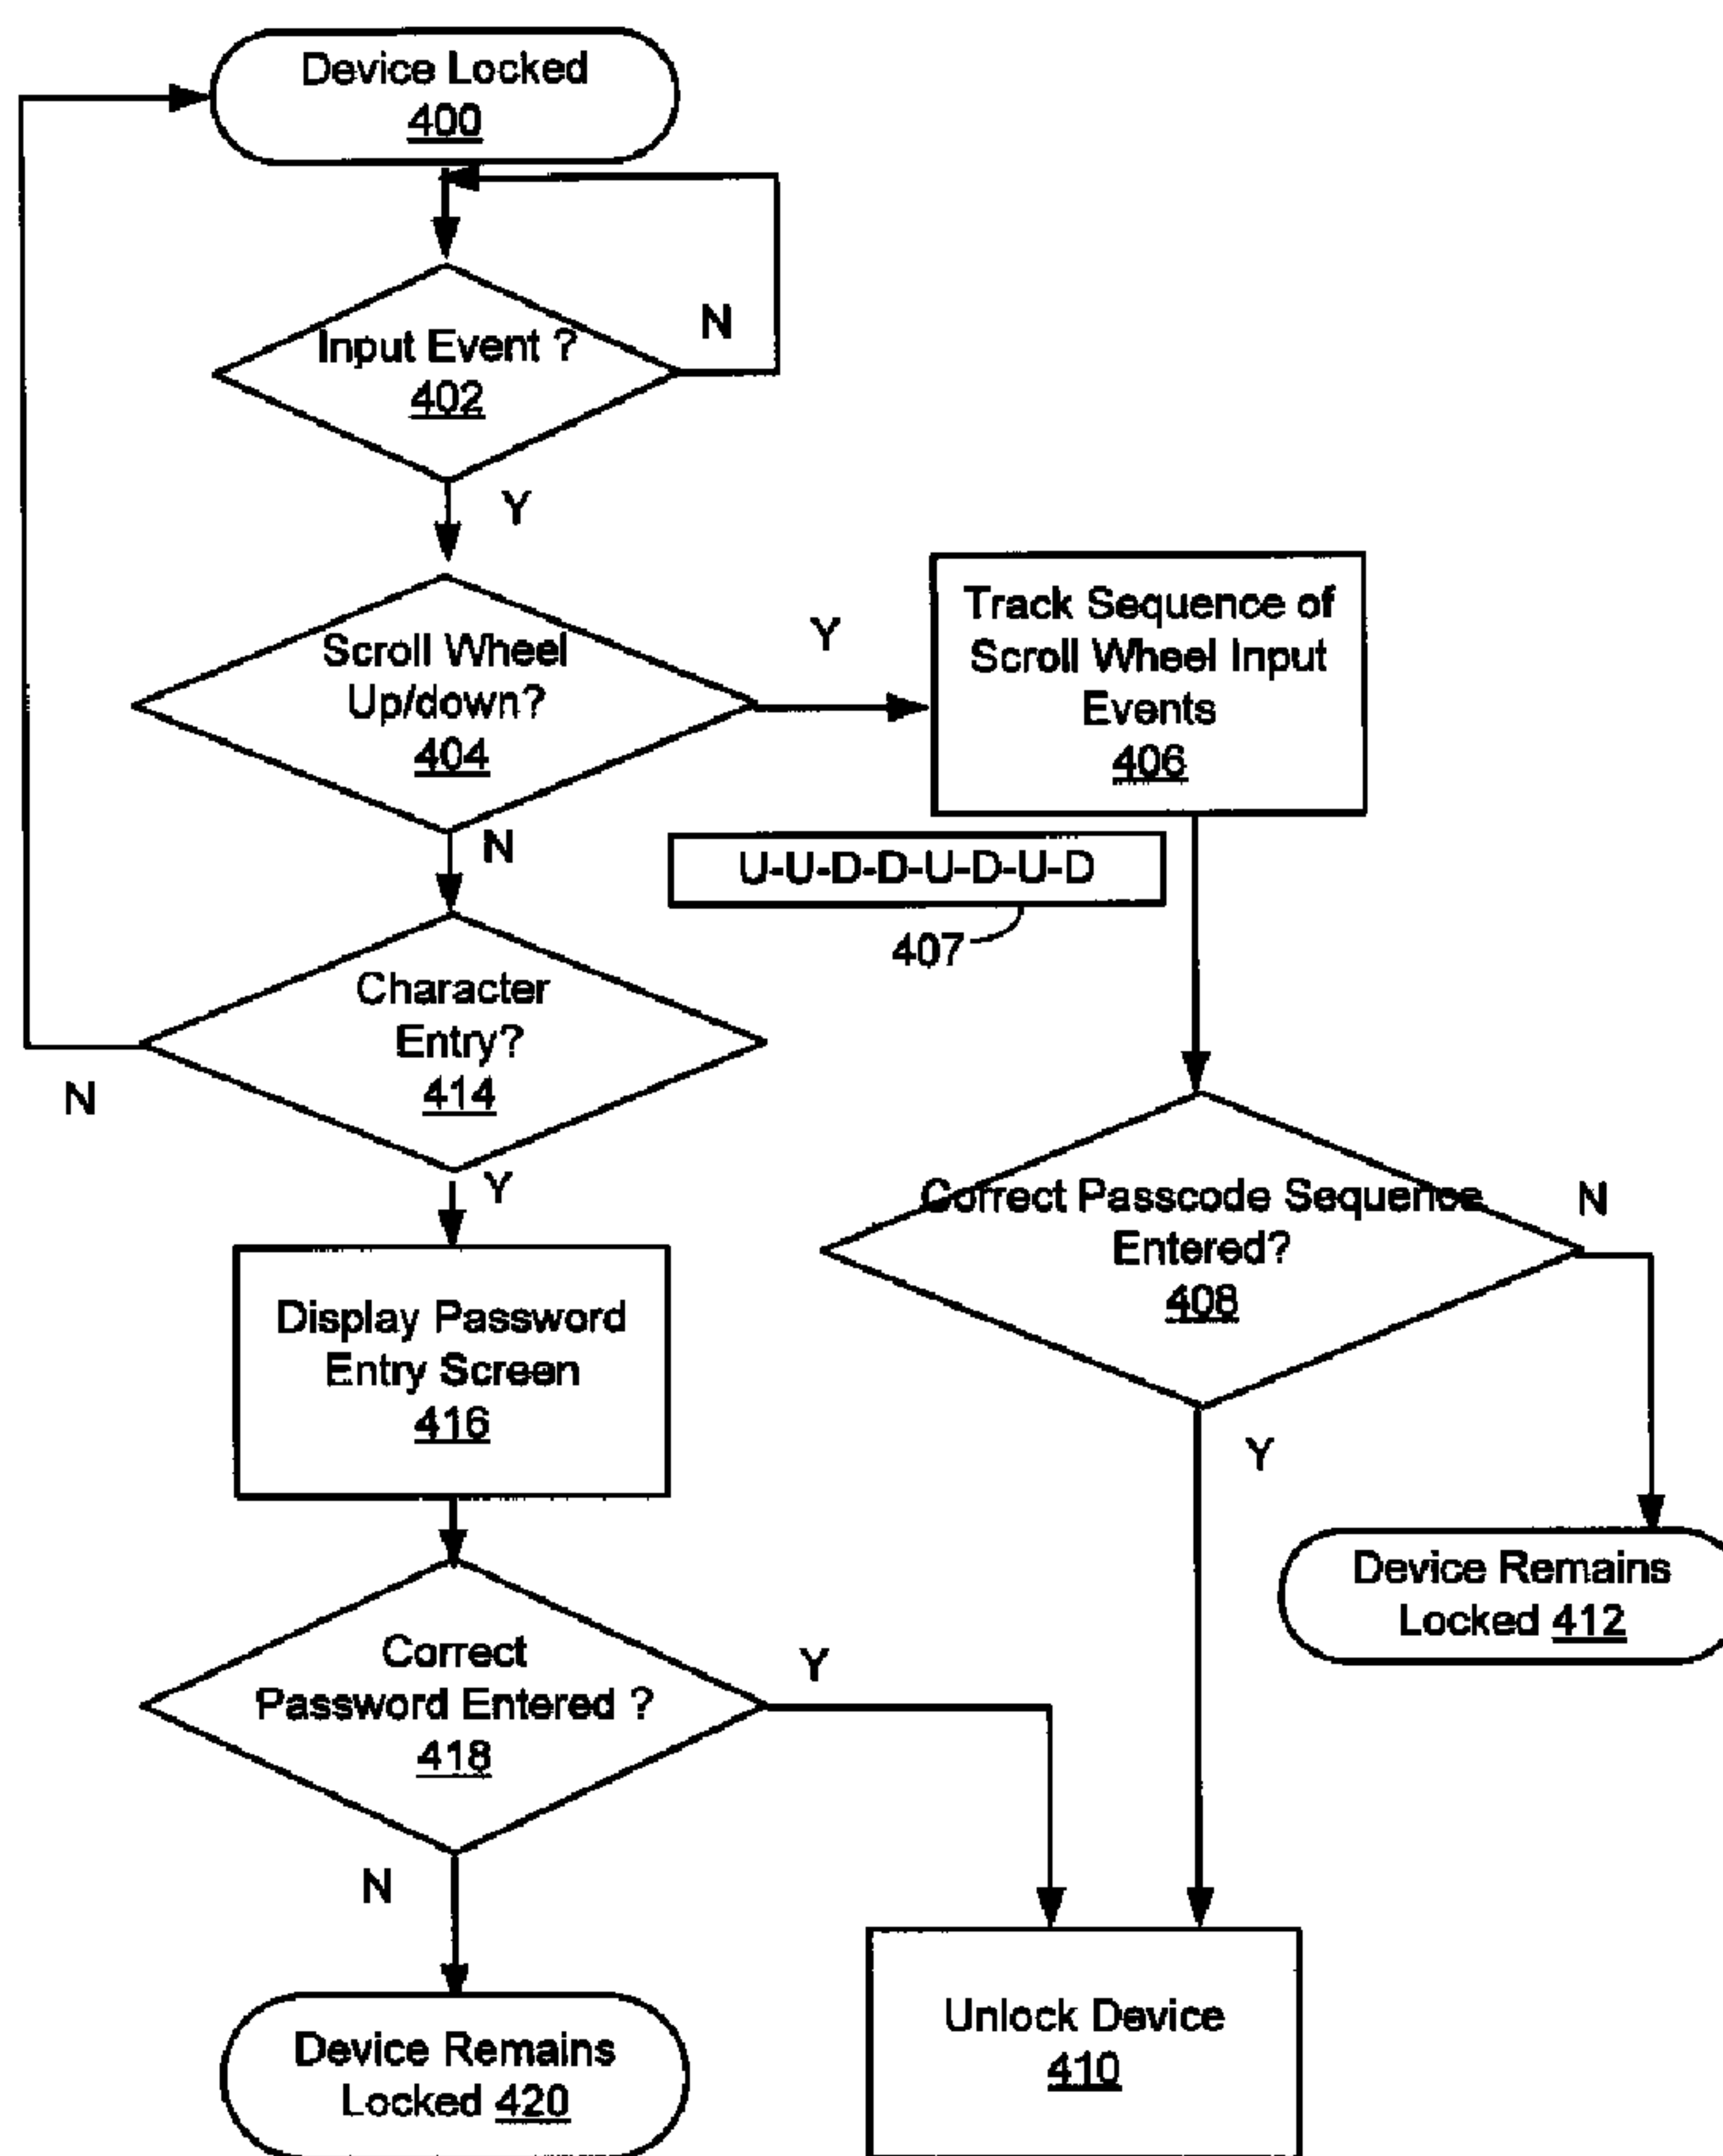 Device Locked
400
Input Event ?
402
N
Y
Scroll Wheel
Up/down?
404
Y
N
Track Sequence of
Scroll Wheel Input
Events
406
U-U-D-D-U-D-U-D
407
Character
Entry?
414
N
Y
Correct Passcode Sequence
Entered?
408
N
Y
Display Password
Entry Screen
416
Device Remains
Locked 412
Correct
Password Entered ?
418
Y
N
Device Remains
Locked 420
Unlock Device
410